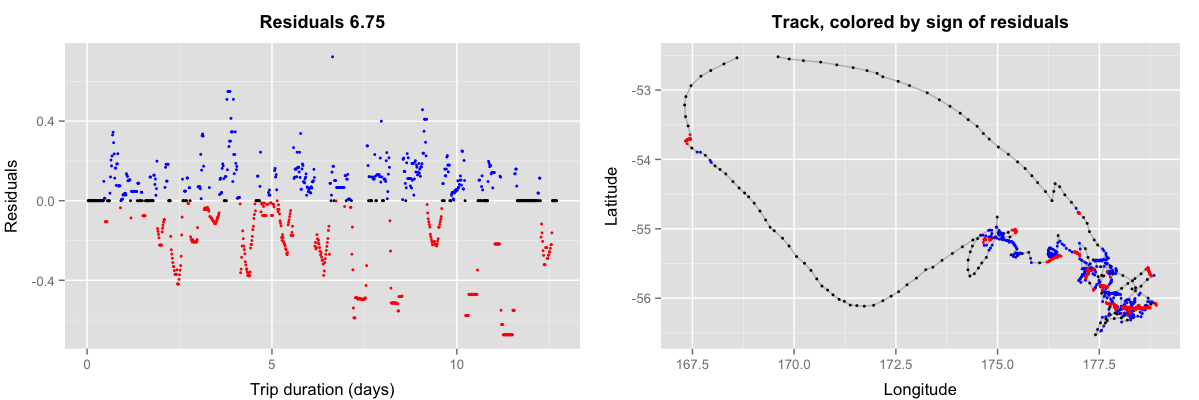 Residuals 6.75
0.4
0.0
-0.4
Residuals
0
5
10
Trip duration (days)
Track, colored by sign of residuals
-53
-54
-55
-56
Latitude
167.5
170.0
172.5
175.0
177.5
Longitude